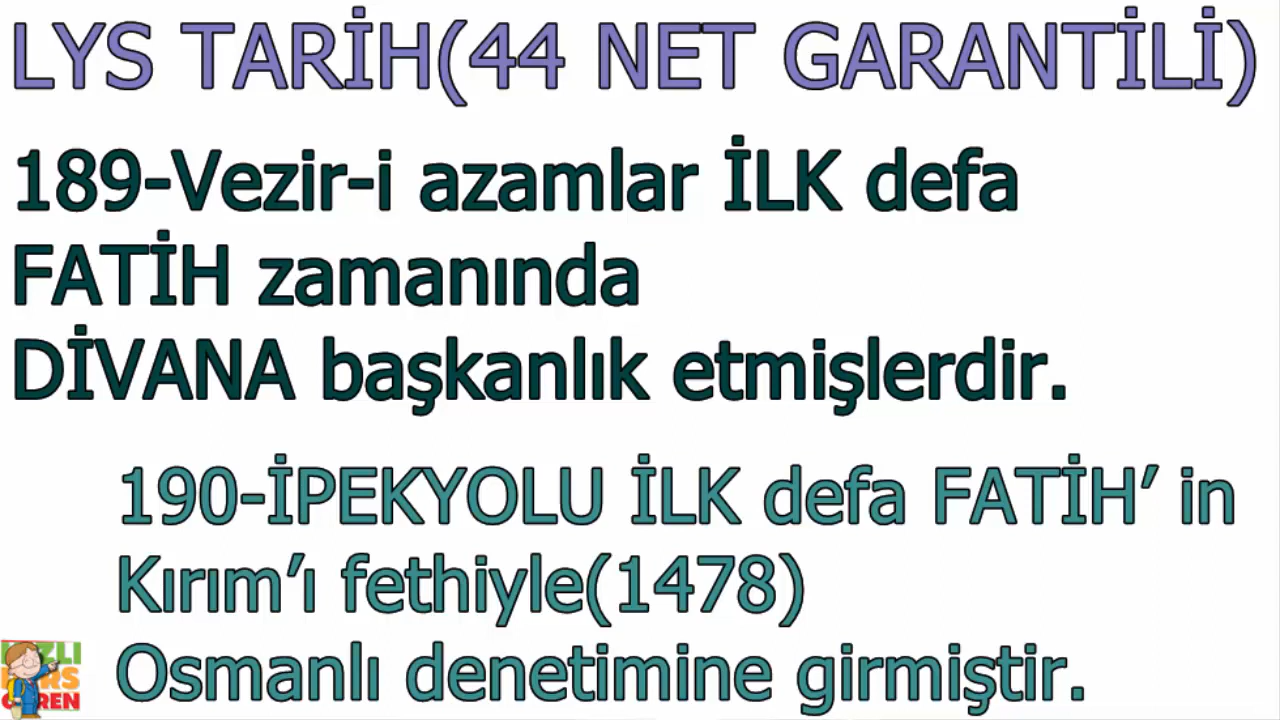 LYS TARİH(44 NET GARANTİLİ)
189-Vezir-i azamlar İLK defa
FATİH zamanında
DİVANA başkanlık etmişlerdir.
190-İPEKYOLU İLK defa FATİH’ in
Kırım’ı fethiyle(1478)
Osmanlı denetimine girmiştir.